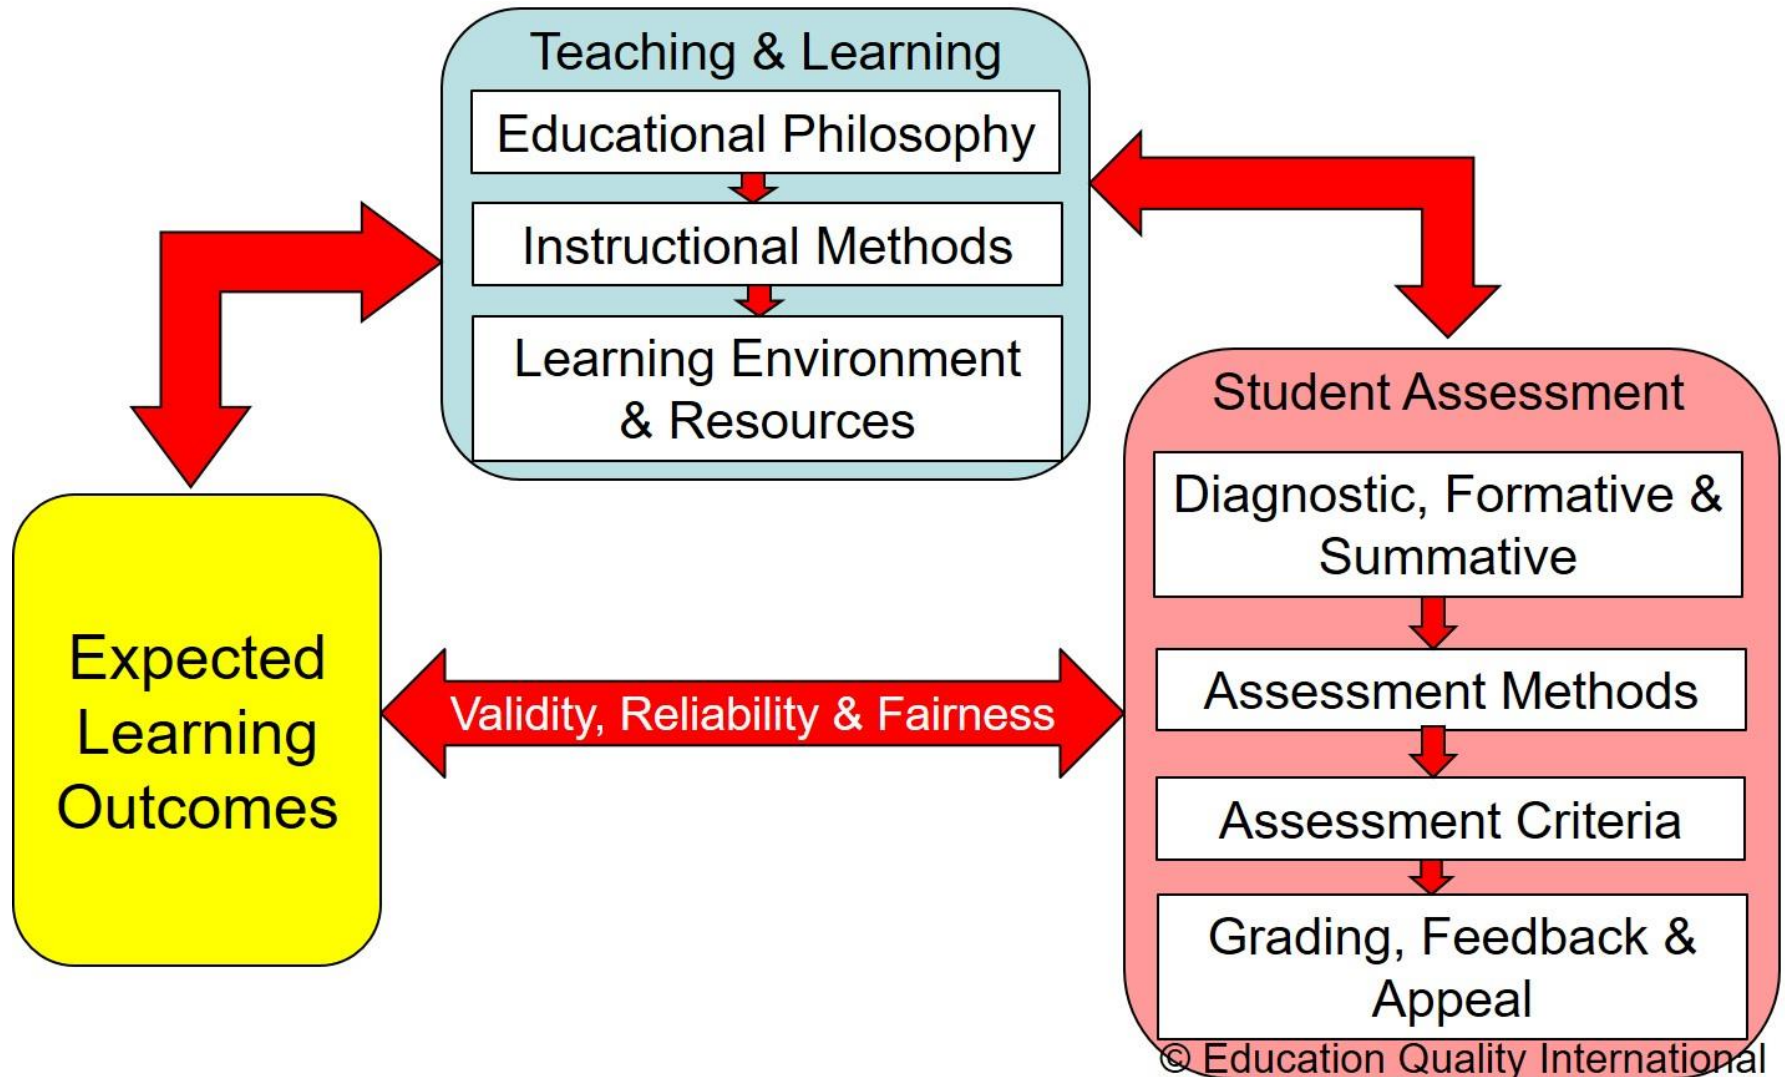 Teaching & Learning
Educational Philosophy
Instructional Methods
Learning Environment
& Resources
Student Assessment
Diagnostic, Formative &
Summative
Assessment Methods
Assessment Criteria
Grading, Feedback &
Appeal
Expected
Learning
Outcomes
Validity, Reliability & Fairness
© Education Quality International